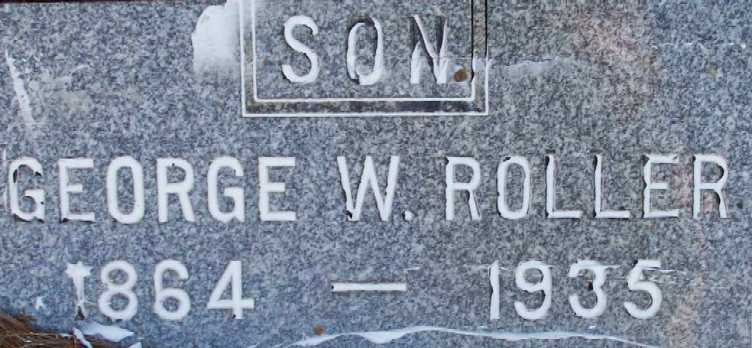 SON
GEORGE W. ROLLER
1864 — 1935